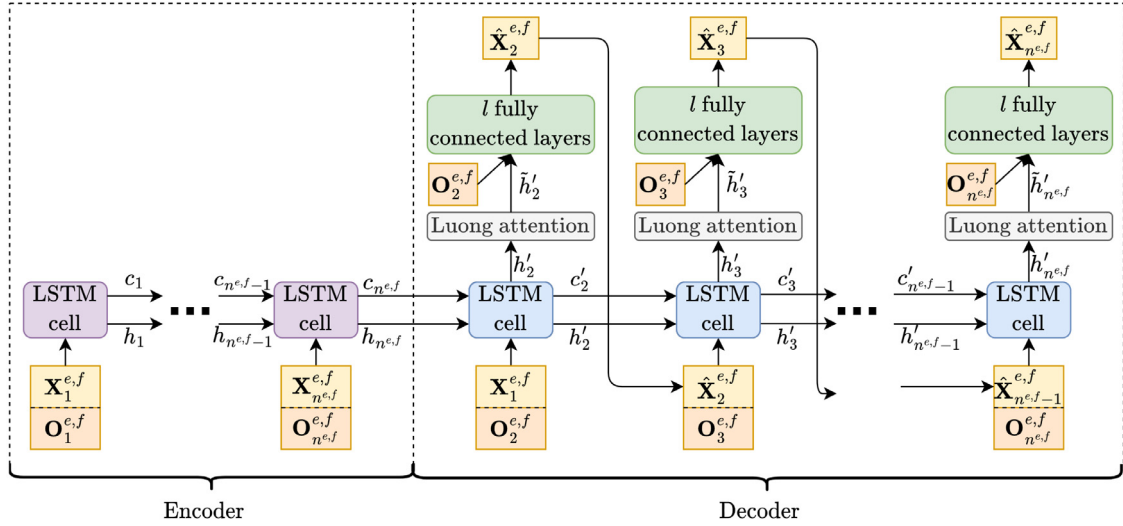 X̂₂^{e,f} X̂₃^{e,f} X̂_{n^{e,f}}^{e,f}
l fully l fully l fully
connected layers connected layers connected layers
O₂^{e,f} h̃′₂ O₃^{e,f} h̃′₃ O_{n^{e,f}}^{e,f} h̃′_{n^{e,f}}
Luong attention Luong attention Luong attention
h′₂ h′₃ h′_{n^{e,f}}
LSTM c₁ c_{n^{e,f}-1} LSTM c_{n^{e,f}} LSTM c′₂ LSTM c′₃ c′_{n^{e,f}-1} LSTM
cell h₁ ... h_{n^{e,f}-1} cell h_{n^{e,f}} cell h′₂ cell h′₃ ... h′_{n^{e,f}-1} cell
X₁^{e,f} X_{n^{e,f}}^{e,f} X₁^{e,f} X̂₂^{e,f} X̂_{n^{e,f}-1}^{e,f}
O₁^{e,f} O_{n^{e,f}}^{e,f} O₂^{e,f} O₃^{e,f} O_{n^{e,f}}^{e,f}
Encoder Decoder